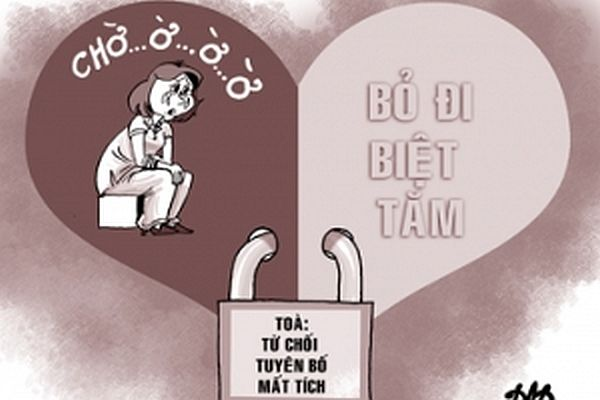 CHỜ...Ờ...Ờ...Ờ
BỎ ĐI
BIỆT
TĂM
TOÀ:
TỪ CHỐI
TUYÊN BỐ
MẤT TÍCH